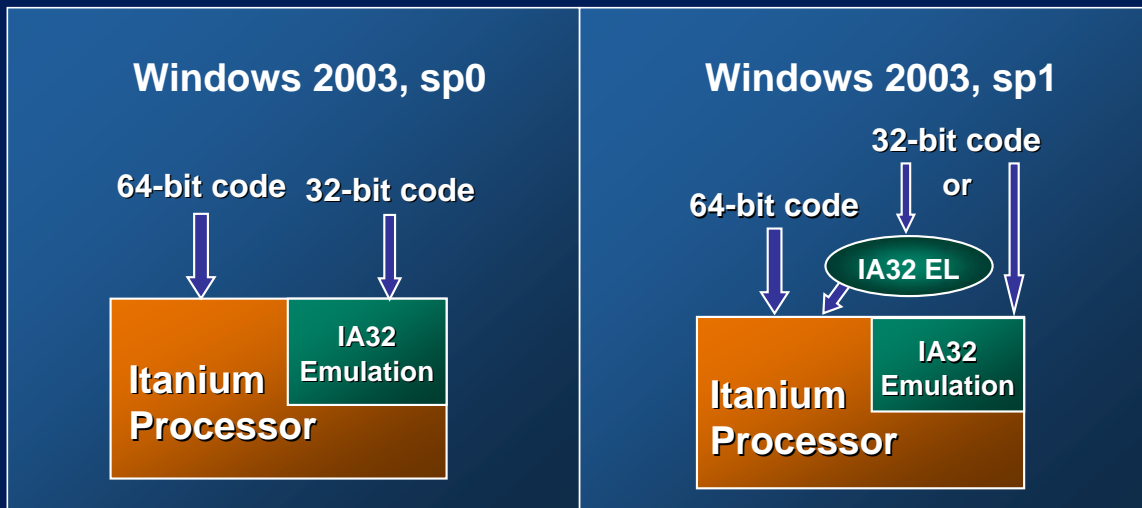 Windows 2003, sp0
64-bit code
32-bit code
IA32
Emulation
Itanium
Processor
Windows 2003, sp1
32-bit code
or
64-bit code
IA32 EL
IA32
Emulation
Itanium
Processor